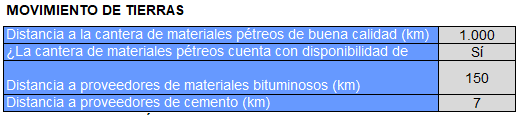 MOVIMIENTO DE TIERRAS
Distancia a la cantera de materiales pétreos de buena calidad (km) 1.000
¿La cantera de materiales pétreos cuenta con disponibilidad de Sí
Distancia a proveedores de materiales bituminosos (km) 150
Distancia a proveedores de cemento (km) 7